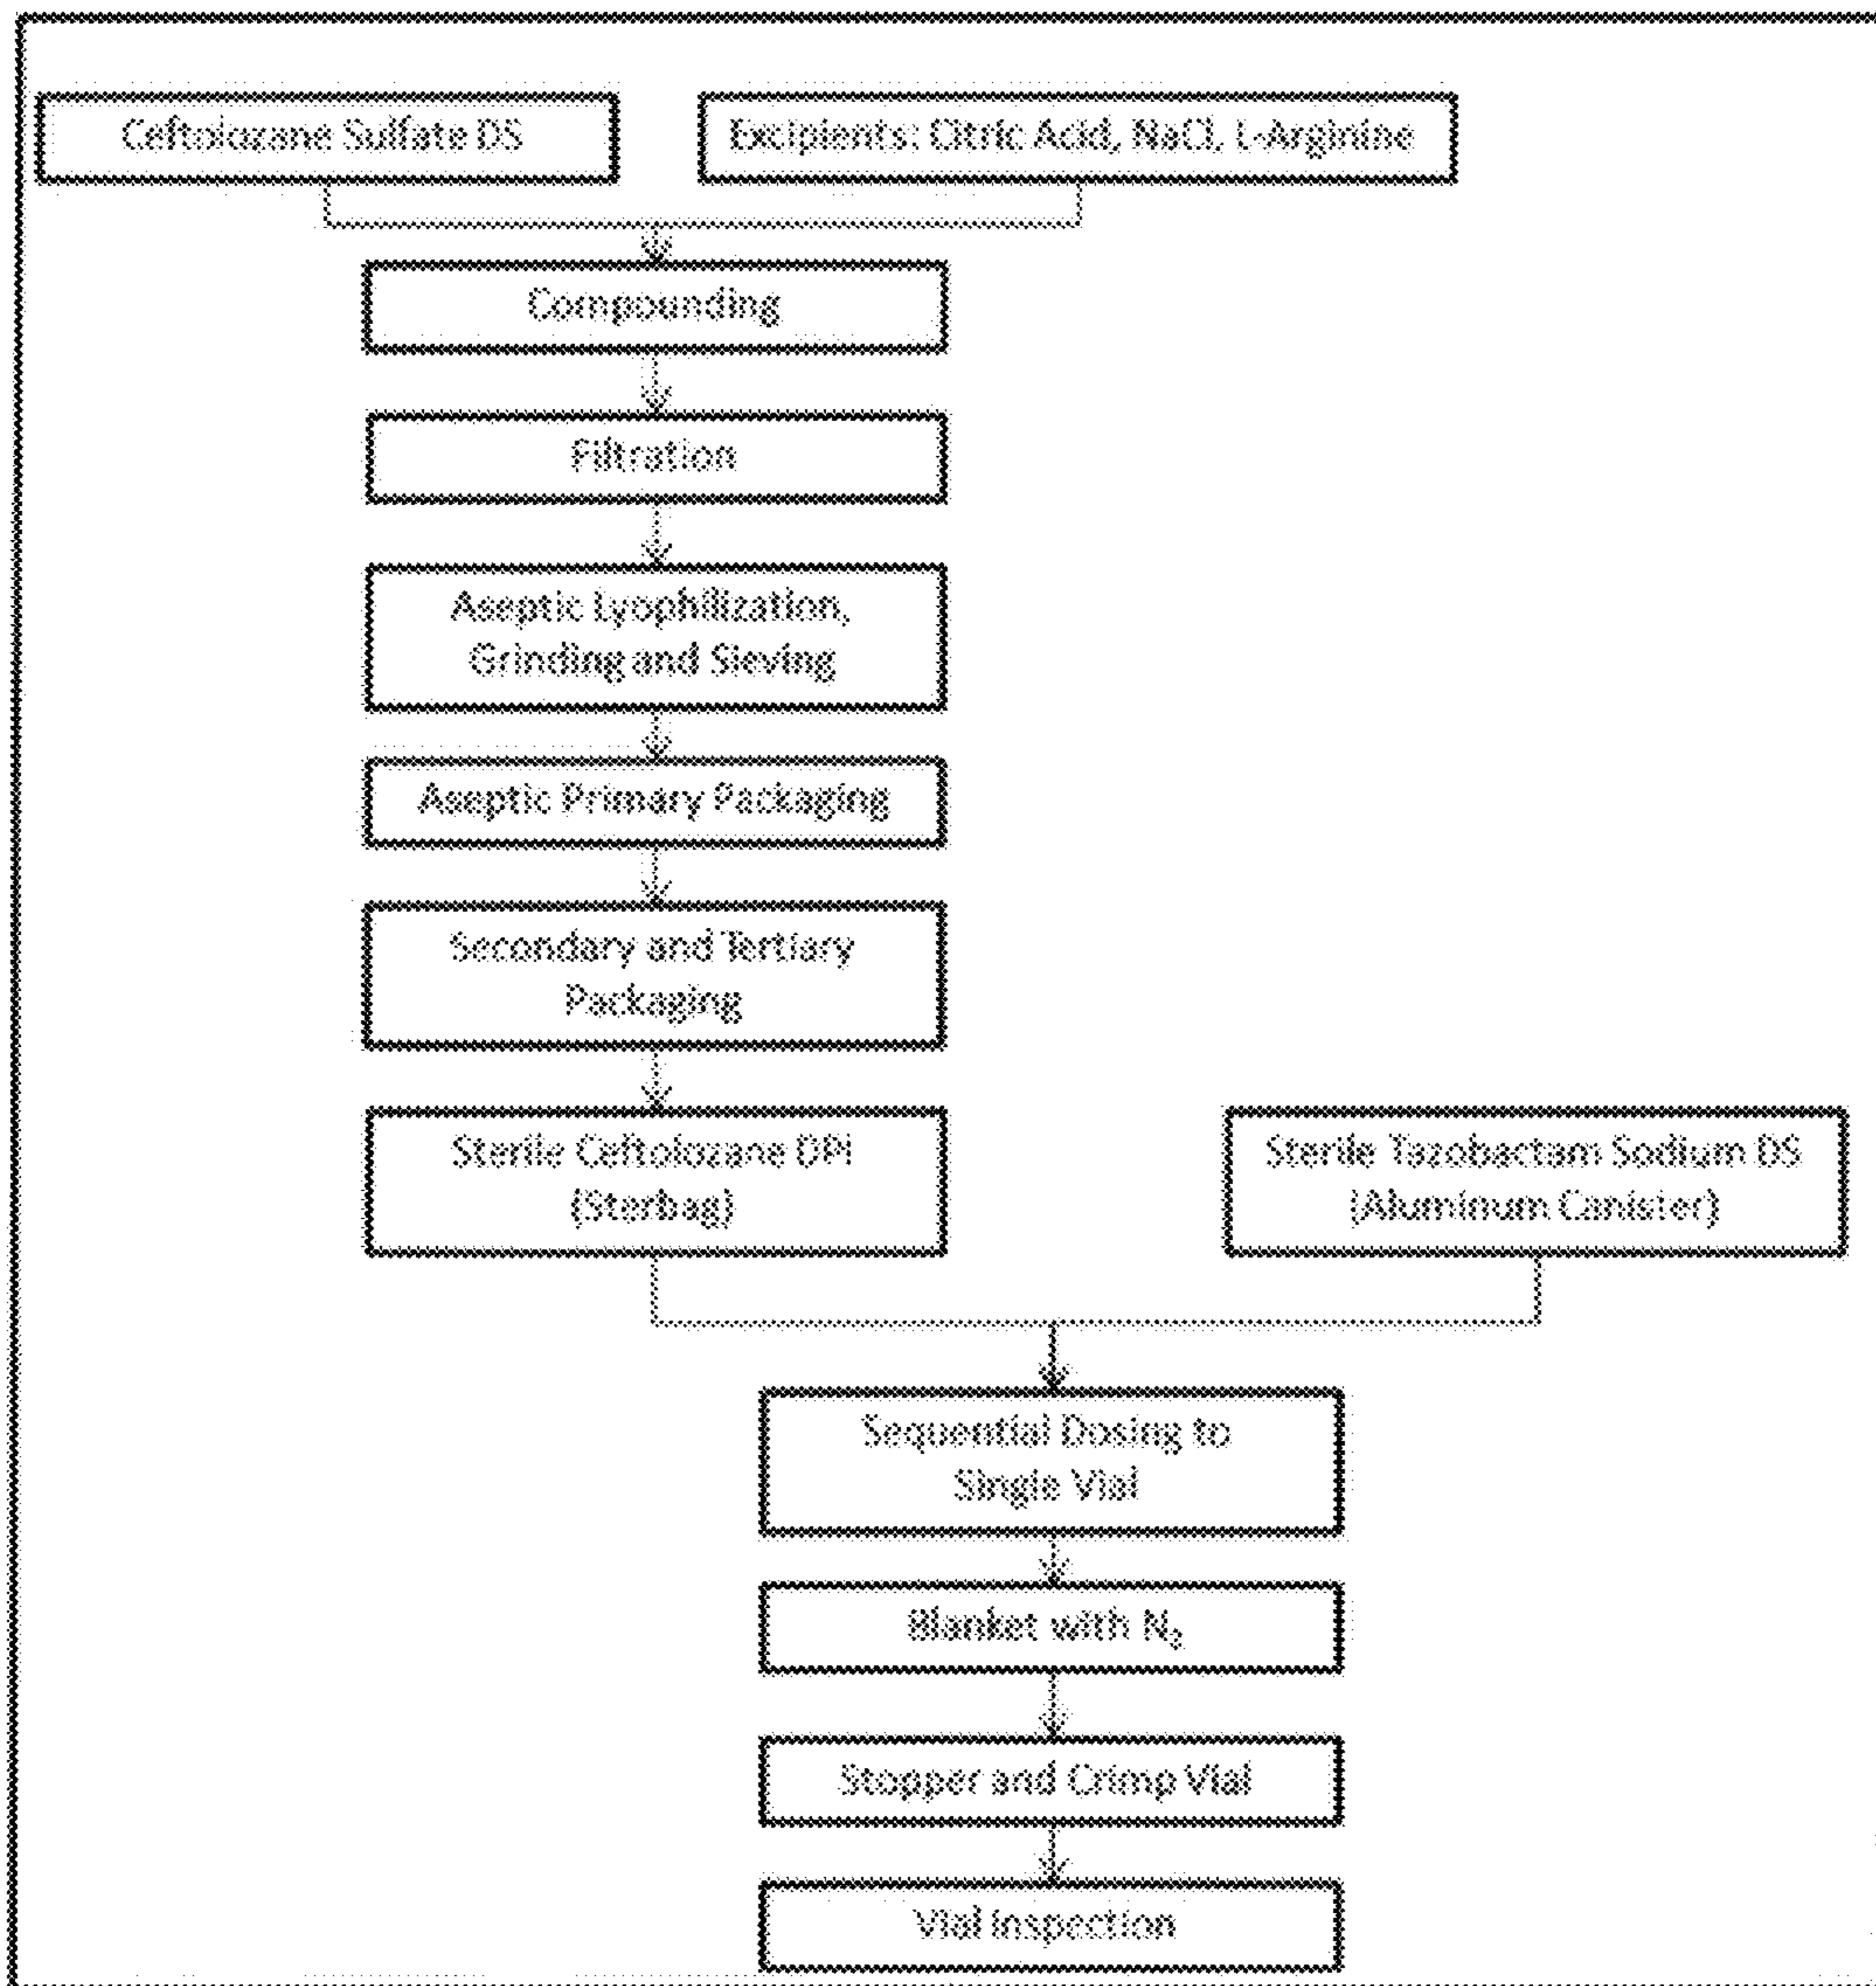 Ceftolozane Sulfate DS
Excipients: Citric Acid, NaCl, L-Arginine
Compounding
Filtration
Aseptic Lyophilization,
Grinding and Sieving
Aseptic Primary Packaging
Secondary and Tertiary
Packaging
Sterile Ceftolozane DPI
(Sterbag)
Sterile Tazobactam Sodium DS
(Aluminum Canister)
Sequential Dosing to
Single Vial
Blanket with N₂
Stopper and Crimp Vial
Vial Inspection